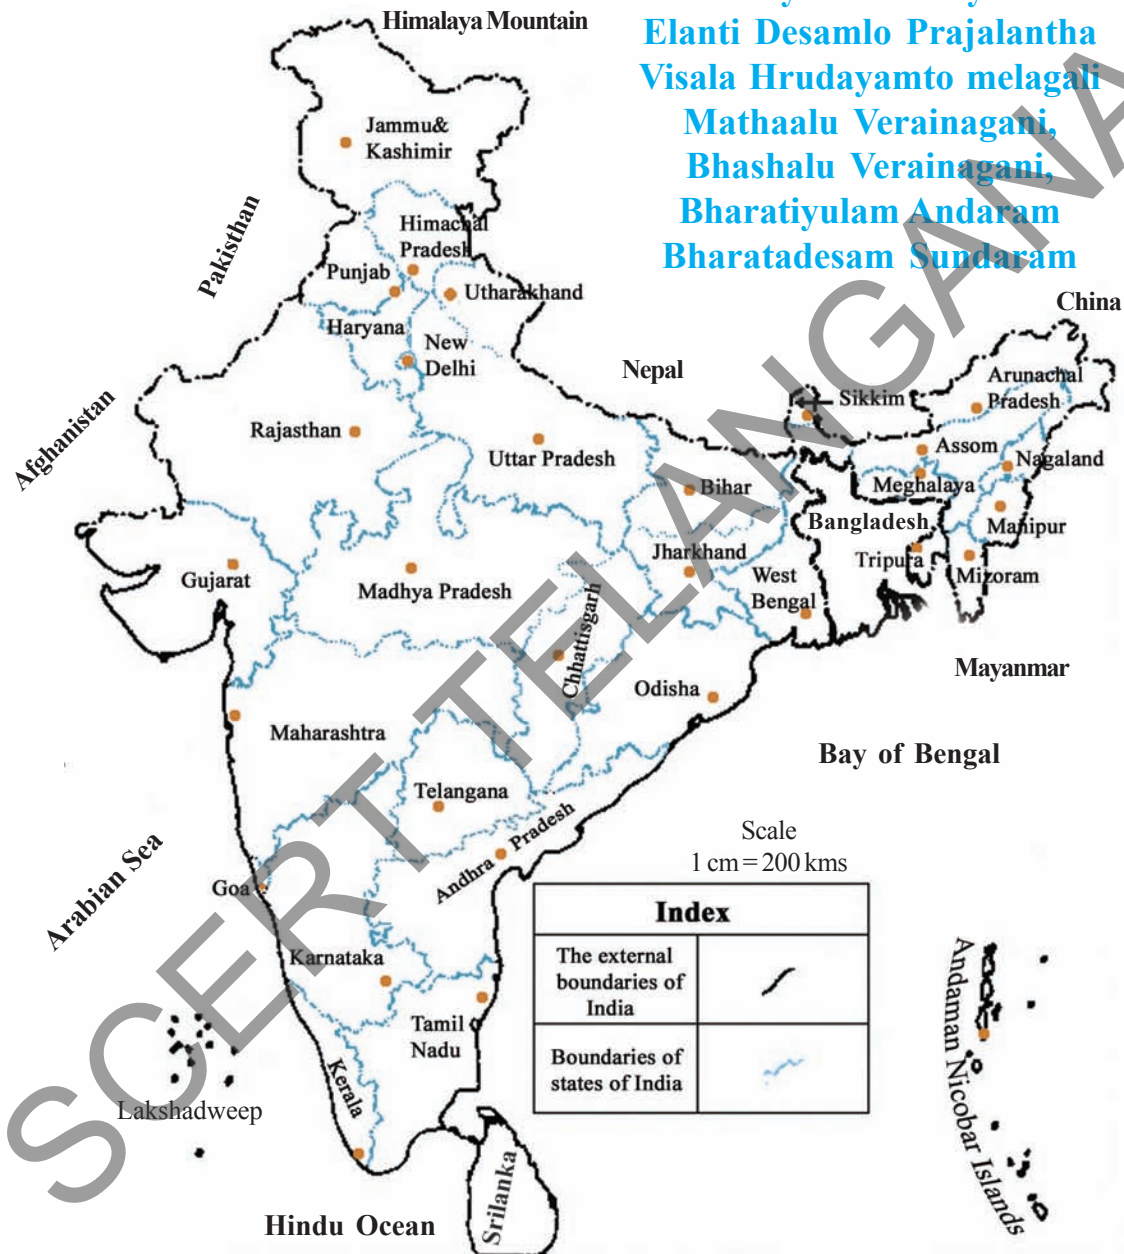 Himalaya Mountain
Elanti Desamlo Prajalantha
Visala Hrudayamto melagali
Mathaalu Verainagani,
Bhashalu Verainagani,
Bharatiyulam Andaram
Bharatadesam Sundaram
Jammu&
Kashimir
Pakisthan
Himachal
Pradesh
Punjab
Utharakhand
China
Haryana
New
Delhi
Nepal
Arunachal
Pradesh
Sikkim
Afghanistan
Rajasthan
Uttar Pradesh
Assom
Nagaland
Bihar
Meghalaya
Bangladesh
Manipur
Jharkhand
Tripura
Mizoram
Gujarat
Madhya Pradesh
West
Bengal
Chhattisgarh
Mayanmar
Odisha
Maharashtra
Bay of Bengal
Telangana
Andhra Pradesh
Scale
1 cm = 200 kms
Arabian Sea
Goa
Index
The external
boundaries of
India
Boundaries of
states of India
Karnataka
Tamil
Nadu
Kerala
Lakshadweep
Andaman Nicobar Islands
Srilanka
Hindu Ocean
SCERT TELANGANA